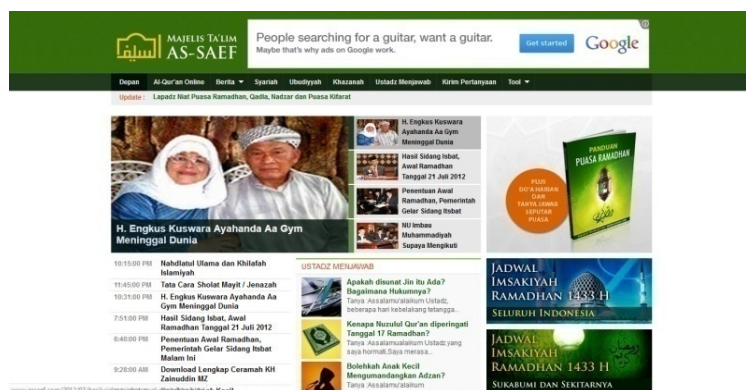 السيف
MAJELIS TA'LIM
AS-SAEF
People searching for a guitar, want a guitar.
Maybe that's why ads on Google work.
Get started
Google
Depan Al-Qur'an Online Berita Syariah Ubudiyyah Khazanah Ustadz Menjawab Kirim Pertanyaan Tool
Update : Lapadz Niat Puasa Ramadhan, Qadla, Nadzar dan Puasa Kifarat
H. Engkus Kuswara Ayahanda Aa Gym
Meninggal Dunia
H. Engkus Kuswara
Ayahanda Aa Gym
Meninggal Dunia
Hasil Sidang Isbat,
Awal Ramadhan
Tanggal 21 Juli 2012
Penentuan Awal
Ramadhan, Pemerintah
Gelar Sidang Itsbat
NU Imbau
Muhammadiyah
Supaya Mengikuti
PLUS
DO'A HARIAN
DAN
TANYA JAWAB
SEPUTAR
PUASA
PANDUAN
PUASA RAMADHAN
10:15:00 PM Nahdlatul Ulama dan Khilafah
Islamiyah
11:45:00 PM Tata Cara Sholat Mayit / Jenazah
10:31:00 PM H. Engkus Kuswara Ayahanda Aa
Gym Meninggal Dunia
7:51:00 PM Hasil Sidang Isbat, Awal
Ramadhan Tanggal 21 Juli 2012
6:40:00 PM Penentuan Awal Ramadhan,
Pemerintah Gelar Sidang Itsbat
Malam Ini
9:28:00 AM Download Lengkap Ceramah KH
Zainuddin MZ
USTADZ MENJAWAB
Apakah disunat Jin itu Ada?
Bagaimana Hukumnya?
Tanya Assalamu'alaikum Ustadz,
beberapa hari kebelakang tetangga...
Kenapa Nuzulul Qur'an diperingati
Tanggal 17 Ramadhan?
Tanya Assalamualaikum Ustadz yang
saya hormati,Saya merasa...
Bolehkah Anak Kecil
Mengumandangkan Adzan?
Tanya Assalamu'alaikum
JADWAL
IMSAKIYAH
RAMADHAN 1433 H
SELURUH INDONESIA
JADWAL
IMSAKIYAH
RAMADHAN 1433 H
SUKABUMI DAN SEKITARNYA